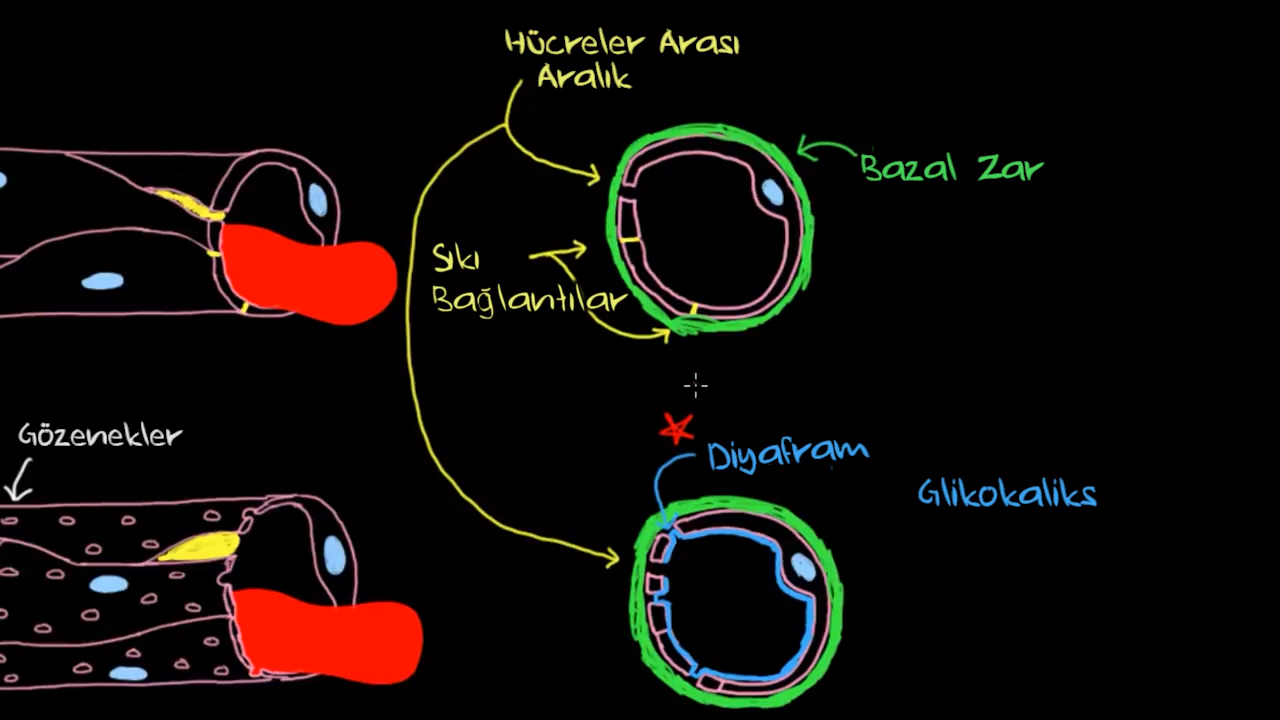 Hücreler Arası
Aralık
Bazal Zar
Sıkı
Bağlantılar
Gözenekler
Diyafram
Glikokaliks